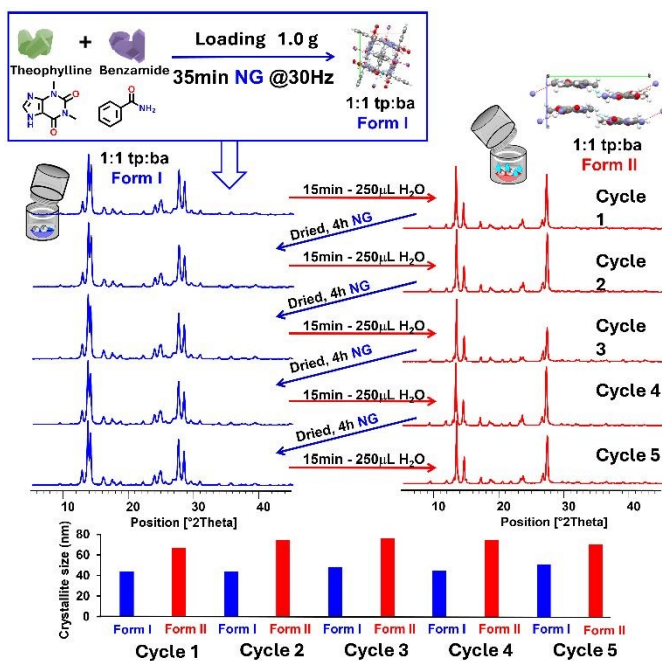 Theophylline + Benzamide
Loading 1.0 g
35min NG @30Hz
1:1 tp:ba
Form I
O
N
N
N
N
H
O
O
NH₂
1:1 tp:ba
Form I
1:1 tp:ba
Form II
15min - 250µL H₂O
Cycle 1
Dried, 4h NG
15min - 250µL H₂O
Cycle 2
Dried, 4h NG
15min - 250µL H₂O
Cycle 3
Dried, 4h NG
15min - 250µL H₂O
Cycle 4
Dried, 4h NG
15min - 250µL H₂O
Cycle 5
10 20 30 40
Position [°2Theta]
10 20 30 40
Position [°2Theta]
Crystallite size (nm)
80
60
40
20
0
Form I Form II Form I Form II Form I Form II Form I Form II Form I Form II
Cycle 1 Cycle 2 Cycle 3 Cycle 4 Cycle 5